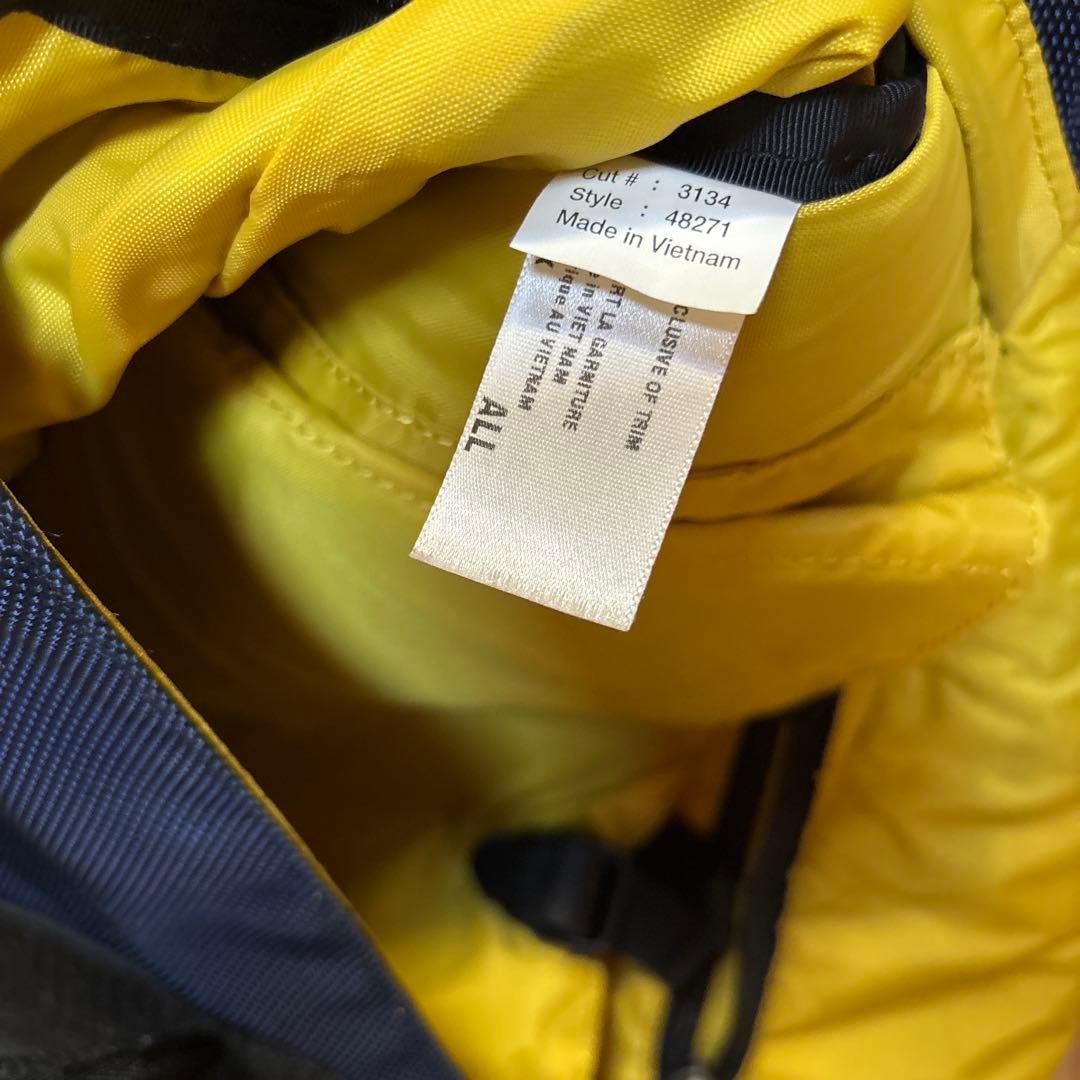 Cut # : 3134
Style : 48271
Made in Vietnam
CLUSIVE OF TRIM
RT LA GARNITURE
in VIET NAM
ique AU VIETNAM
ALL